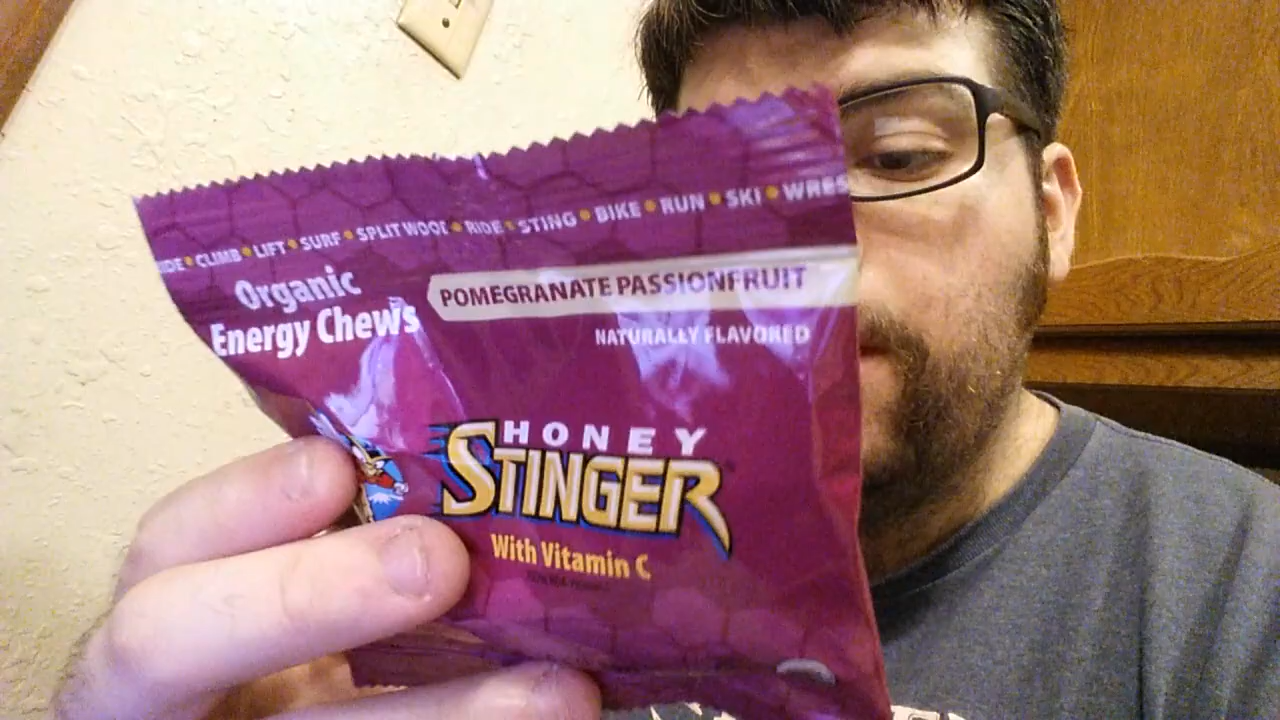 IDE • CLIMB • LIFT • SURF • SPLIT WOOD • RIDE • STING • BIKE • RUN • SKI • WRES
Organic
Energy Chews
POMEGRANATE PASSIONFRUIT
NATURALLY FLAVORED
HONEY
STINGER
With Vitamin C